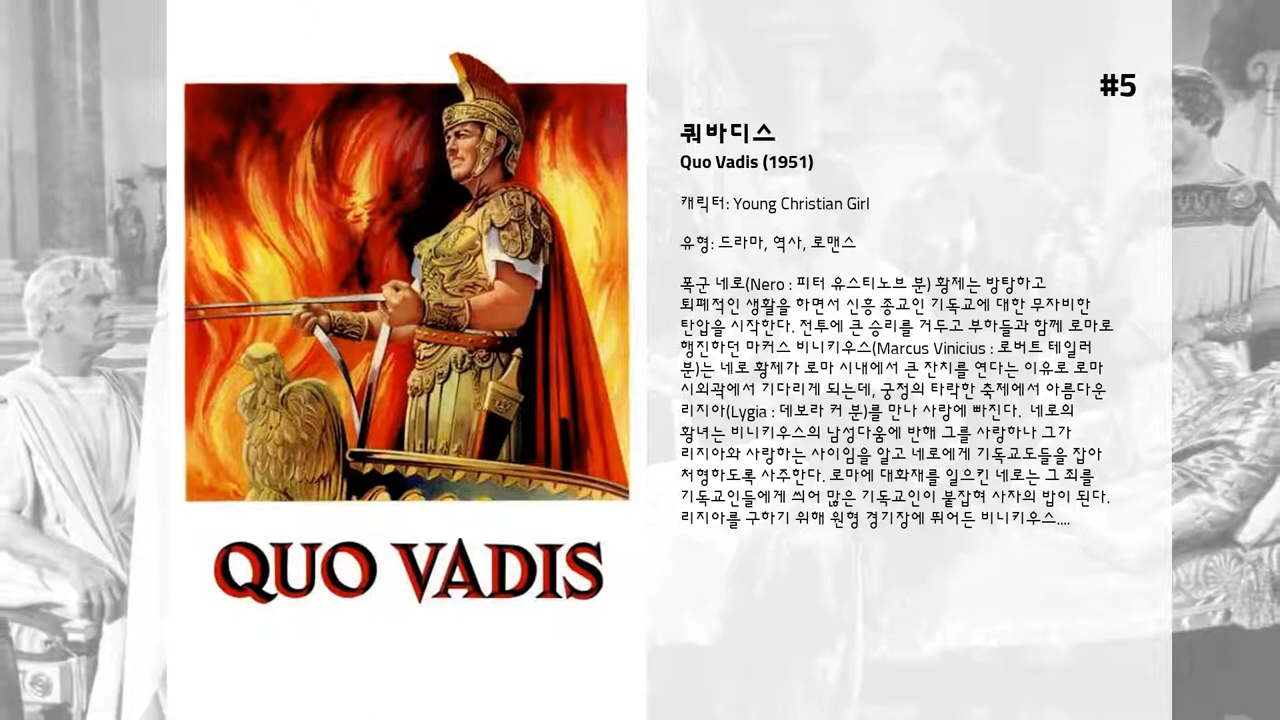 QUO VADIS
#5
쿼바디스
Quo Vadis (1951)
캐릭터: Young Christian Girl
유형: 드라마, 역사, 로맨스
폭군 네로(Nero : 피터 유스티노브 분) 황제는 방탕하고
퇴폐적인 생활을 하면서 신흥 종교인 기독교에 대한 무자비한
탄압을 시작한다. 전투에 큰 승리를 거두고 부하들과 함께 로마로
행진하던 마커스 비니키우스(Marcus Vinicius : 로버트 테일러
분)는 네로 황제가 로마 시내에서 큰 잔치를 연다는 이유로 로마
시외곽에서 기다리게 되는데, 궁정의 타락한 축제에서 아름다운
리지아(Lygia : 데보라 커 분)를 만나 사랑에 빠진다. 네로의
황녀는 비니키우스의 남성다움에 반해 그를 사랑하나 그가
리지아와 사랑하는 사이임을 알고 네로에게 기독교도들을 잡아
처형하도록 사주한다. 로마에 대화재를 일으킨 네로는 그 죄를
기독교인들에게 씌어 많은 기독교인이 붙잡혀 사자의 밥이 된다.
리지아를 구하기 위해 원형 경기장에 뛰어든 비니키우스....